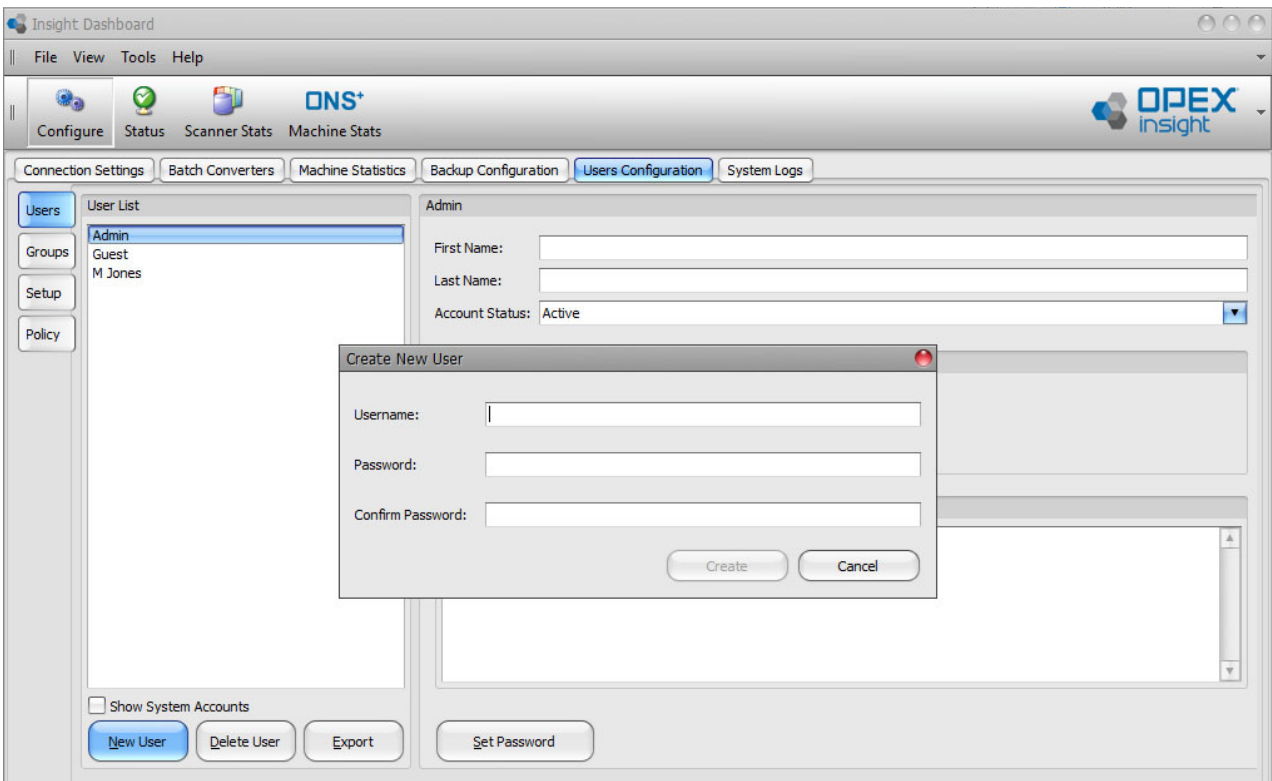 Insight Dashboard
File View Tools Help
Configure Status Scanner Stats ONS+ Machine Stats
OPEX
insight
Connection Settings Batch Converters Machine Statistics Backup Configuration Users Configuration System Logs
Users
Groups
Setup
Policy
User List
Admin
Guest
M Jones
Admin
First Name:
Last Name:
Account Status: Active
Create New User
Username:
Password:
Confirm Password:
Create Cancel
Show System Accounts
New User Delete User Export Set Password